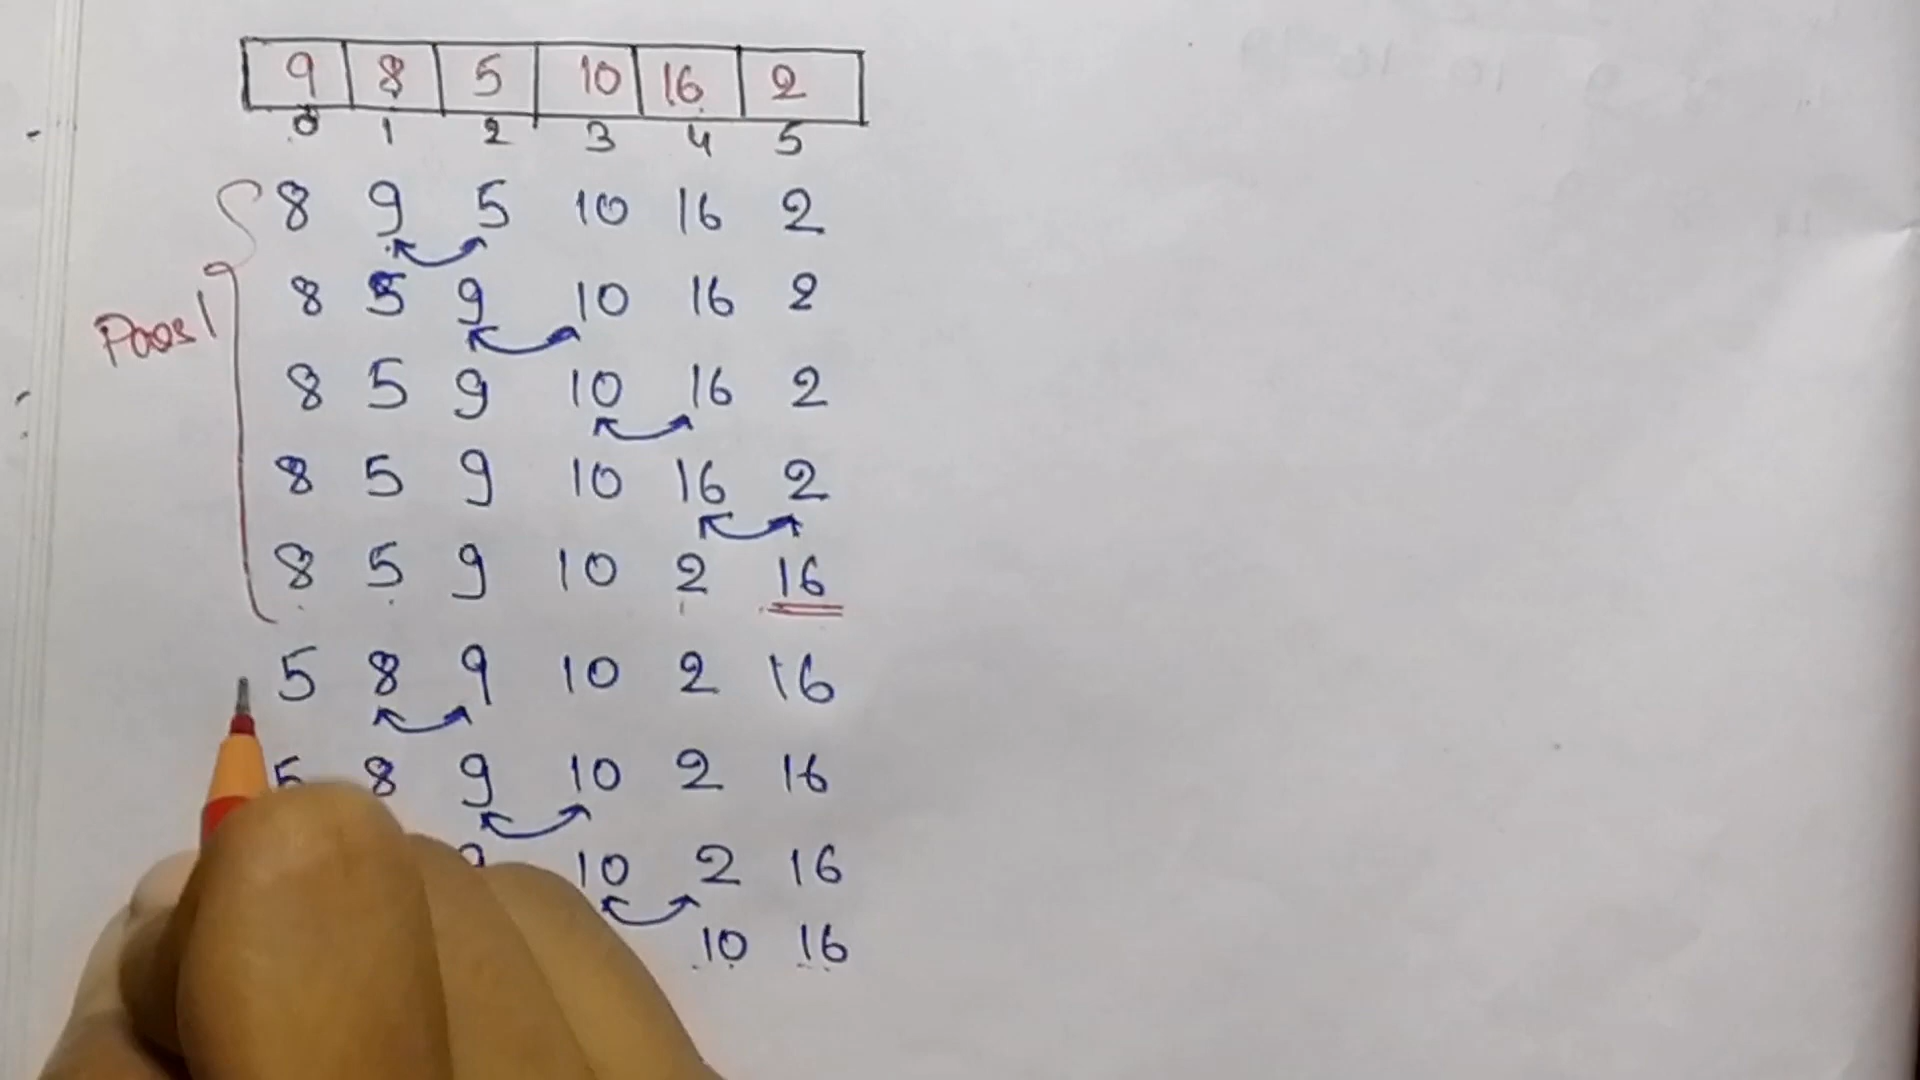 9 8 5 10 16 2
0 1 2 3 4 5
8 9 5 10 16 2
8 5 9 10 16 2
Pass 1
8 5 9 10 16 2
8 5 9 10 16 2
8 5 9 10 2 16
5 8 9 10 2 16
5 8 9 10 2 16
10 2 16
10 16